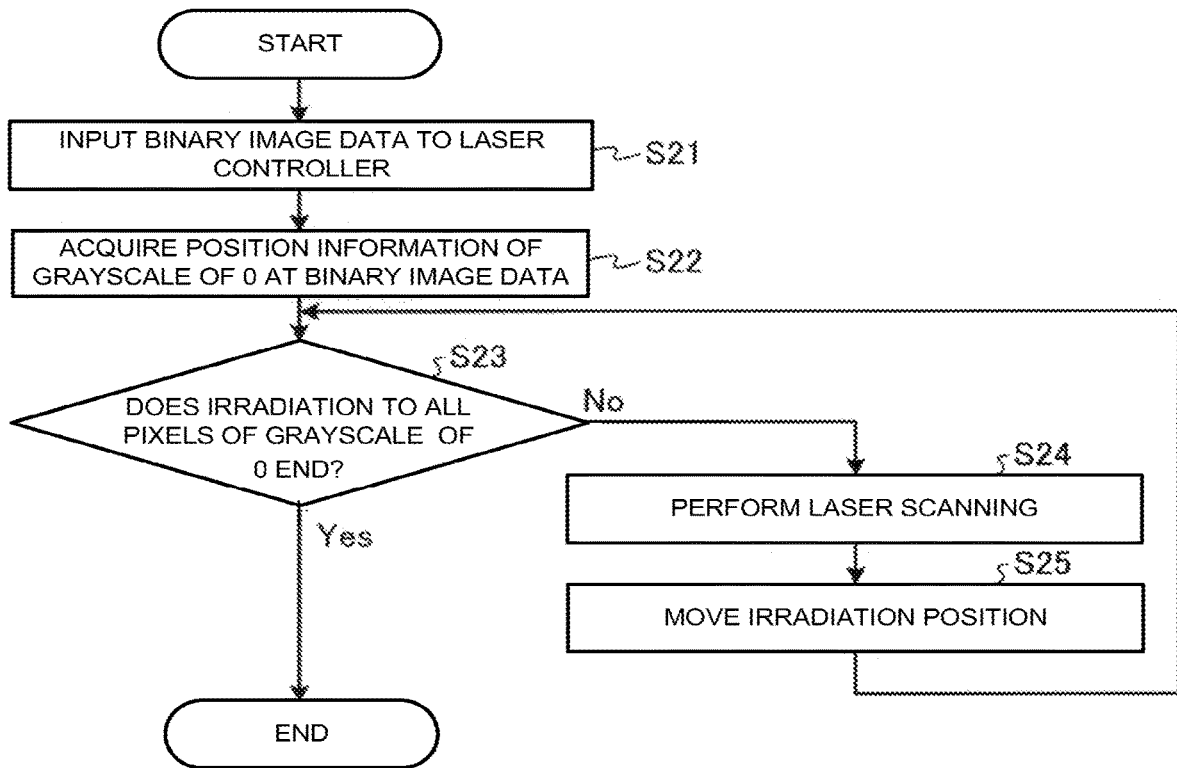 START
INPUT BINARY IMAGE DATA TO LASER
CONTROLLER
S21
ACQUIRE POSITION INFORMATION OF
GRAYSCALE OF 0 AT BINARY IMAGE DATA
S22
S23
DOES IRRADIATION TO ALL
PIXELS OF GRAYSCALE OF
0 END?
No
Yes
S24
PERFORM LASER SCANNING
S25
MOVE IRRADIATION POSITION
END